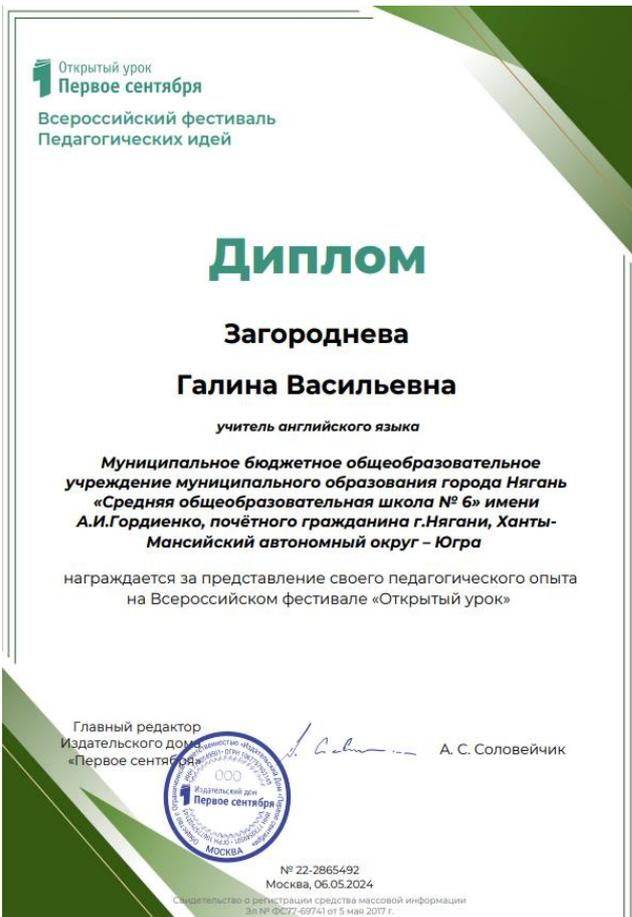 Открытый урок
Первое сентября
Всероссийский фестиваль
Педагогических идей
Диплом
Загороднева
Галина Васильевна
учитель английского языка
Муниципальное бюджетное общеобразовательное
учреждение муниципального образования города Нягань
«Средняя общеобразовательная школа № 6» имени
А.И.Гордиенко, почётного гражданина г.Нягани, Ханты-
Мансийский автономный округ – Югра
награждается за представление своего педагогического опыта
на Всероссийском фестивале «Открытый урок»
Главный редактор
Издательского дома
«Первое сентября»
А. С. Соловейчик
ООО
Издательский дом
Первое сентября
МОСКВА
№ 22-2865492
Москва, 06.05.2024
Свидетельство о регистрации средства массовой информации
Эл № ФС77-69741 от 5 мая 2017 г.